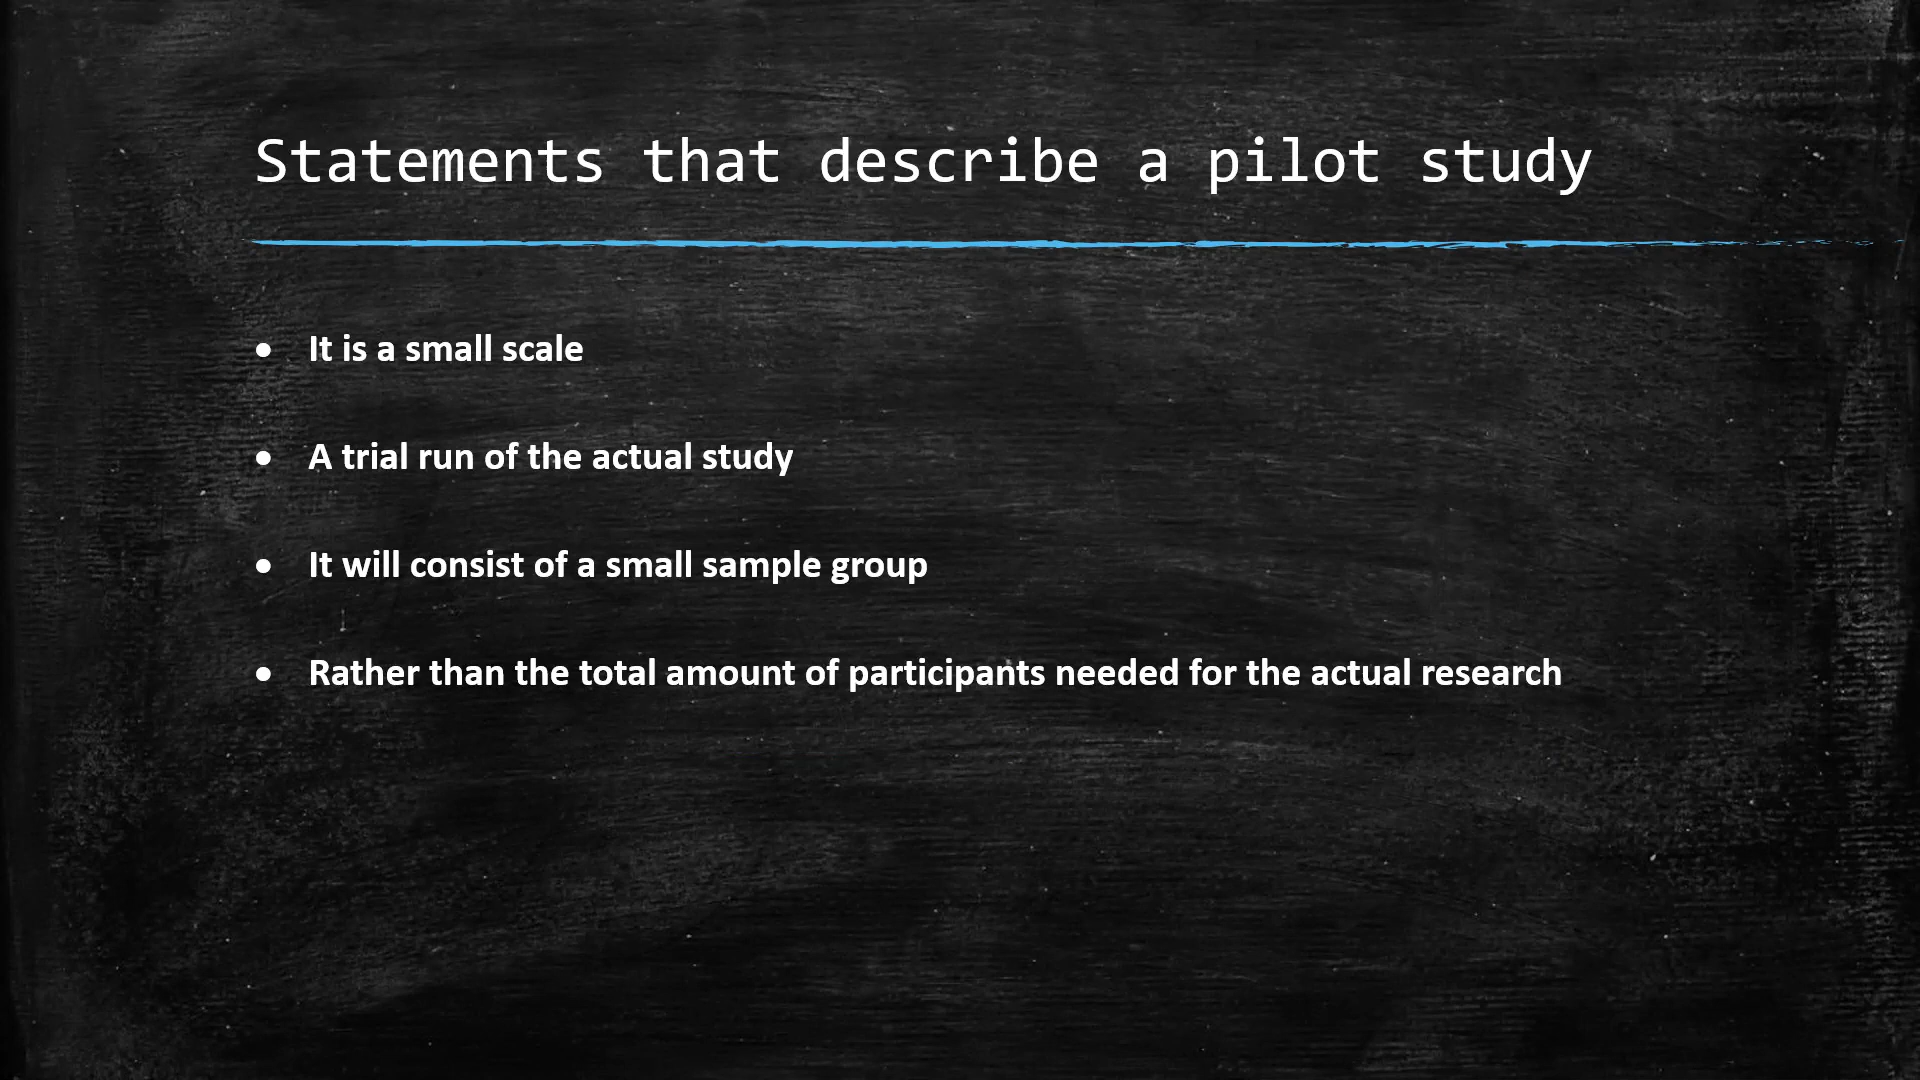 Statements that describe a pilot study
• It is a small scale
• A trial run of the actual study
• It will consist of a small sample group
• Rather than the total amount of participants needed for the actual research